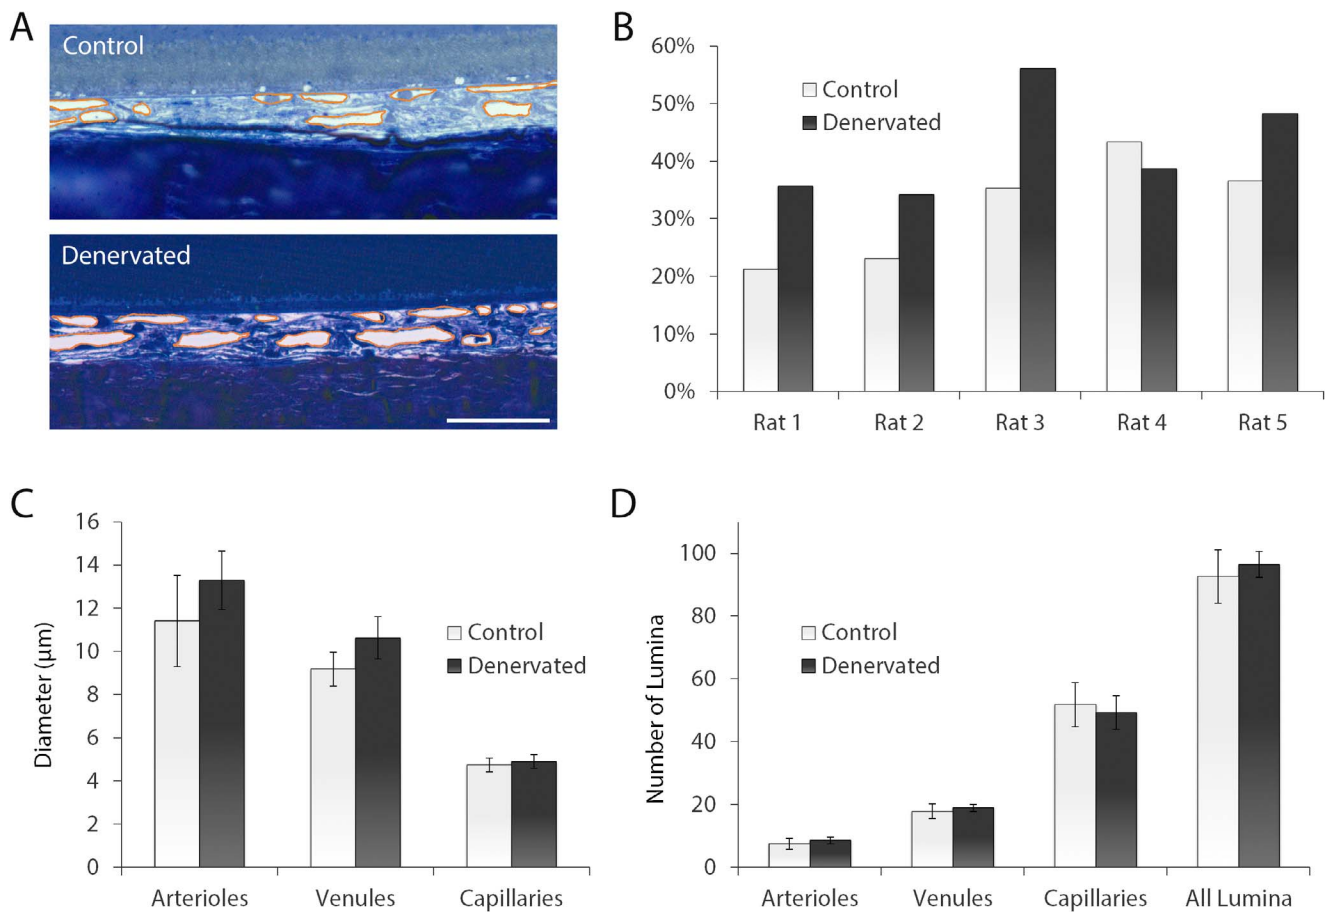 A
Control
Denervated
B
60%
50%
40%
30%
20%
10%
0%
Control
Denervated
Rat 1 Rat 2 Rat 3 Rat 4 Rat 5
C
Diameter (µm)
16
14
12
10
8
6
4
2
0
Control
Denervated
Arterioles Venules Capillaries
D
Number of Lumina
100
80
60
40
20
0
Control
Denervated
Arterioles Venules Capillaries All Lumina